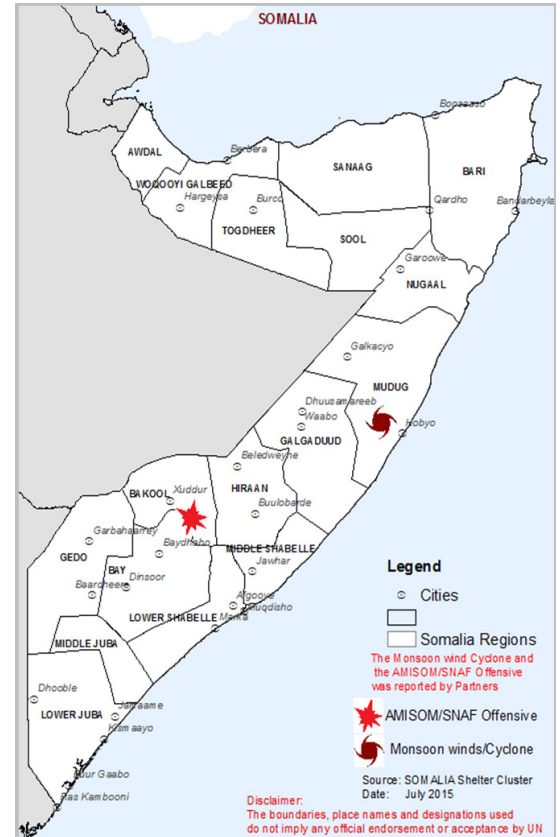 SOMALIA
Boosaaso
Berbera
AWDAL
SANAAG
BARI
WOQOOYI GALBEED
Hargeysa
Burco
Qardho
Bandarbeyla
TOGDHEER
SOOL
Garoowe
NUGAAL
Galkacyo
MUDUG
Dhuusamareeb
Waabo
Hobyo
GALGADUUD
Beledweyne
BAKOOL
Xuddur
HIRAAN
Buulobarde
Garbahaarrey
GEDO
Baydhabo
MIDDLE SHABELLE
BAY
Jawhar
Baardheere
Dinsoor
Afgooye
Muqdisho
LOWER SHABELLE
Marka
MIDDLE JUBA
Dhooble
LOWER JUBA
Jamaame
Kismaayo
Buur Gaabo
Ras Kambooni
Legend
Cities
Somalia Regions
The Monsoon wind Cyclone and
the AMISOM/SNAF Offensive
was reported by Partners
AMISOM/SNAF Offensive
Monsoon winds/Cyclone
Source: SOMALIA Shelter Cluster
Date: July 2015
Disclaimer:
The boundaries, place names and designations used
do not imply any official endorsement or acceptance by UN